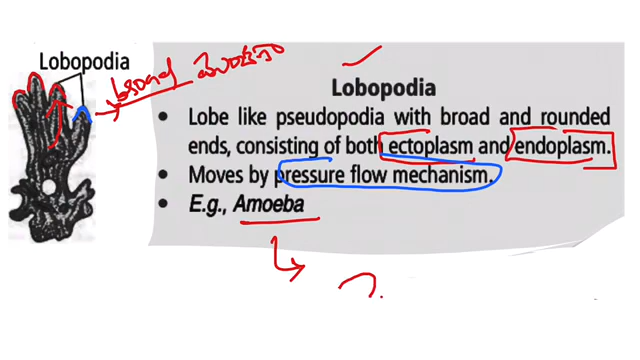 Lobopodia
broad
Lobopodia
• Lobe like pseudopodia with broad and rounded
ends, consisting of both ectoplasm and endoplasm.
• Moves by pressure flow mechanism.
• E.g., Amoeba